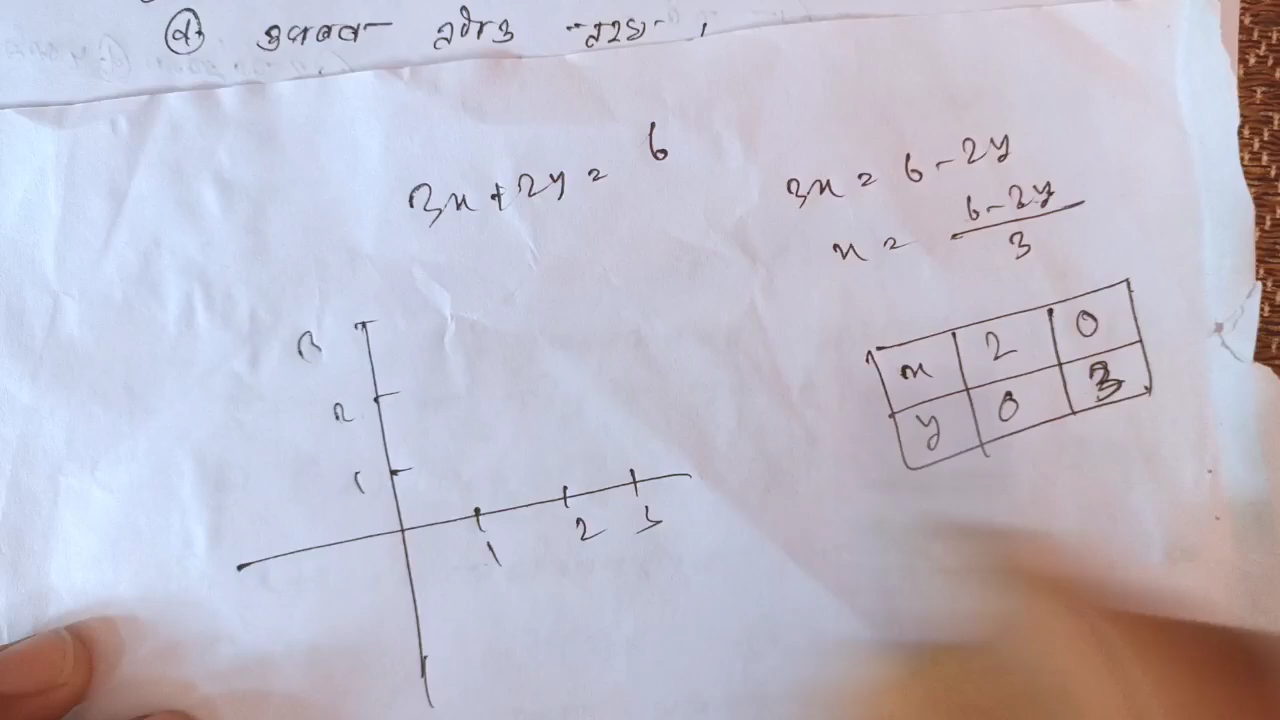 3x + 2y = 6
3x = 6 - 2y
x = (6 - 2y)/3
x 2 0
y 0 3
3
2
1
1 2 3